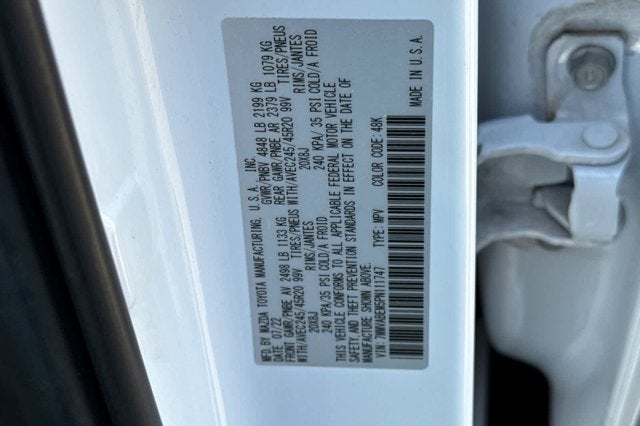 MFD.BY MAZDA TOYOTA MANUFACTURING, U.S.A., INC.
DATE: 07/22 GVWR/PNBV 4848 LB 2199 KG
FRONT GAWR/PNBE AV 2498 LB 1133 KG REAR GAWR/PNBE AR 2379 LB 1079 KG
WITH/AVEC245/45R20 99V TIRES/PNEUS WITH/AVEC245/45R20 99V TIRES/PNEUS
20X8J RIMS/JANTES 20X8J RIMS/JANTES
240 KPA/35 PSI COLD/A FROID 240 KPA/ 35 PSI COLD/A FROID
THIS VEHICLE CONFORMS TO ALL APPLICABLE FEDERAL MOTOR VEHICLE
SAFETY AND THEFT PREVENTION STANDARDS IN EFFECT ON THE DATE OF
MANUFACTURE SHOWN ABOVE.
VIN: TYPE: MPV COLOR CODE: 48K
MADE IN U.S.A.